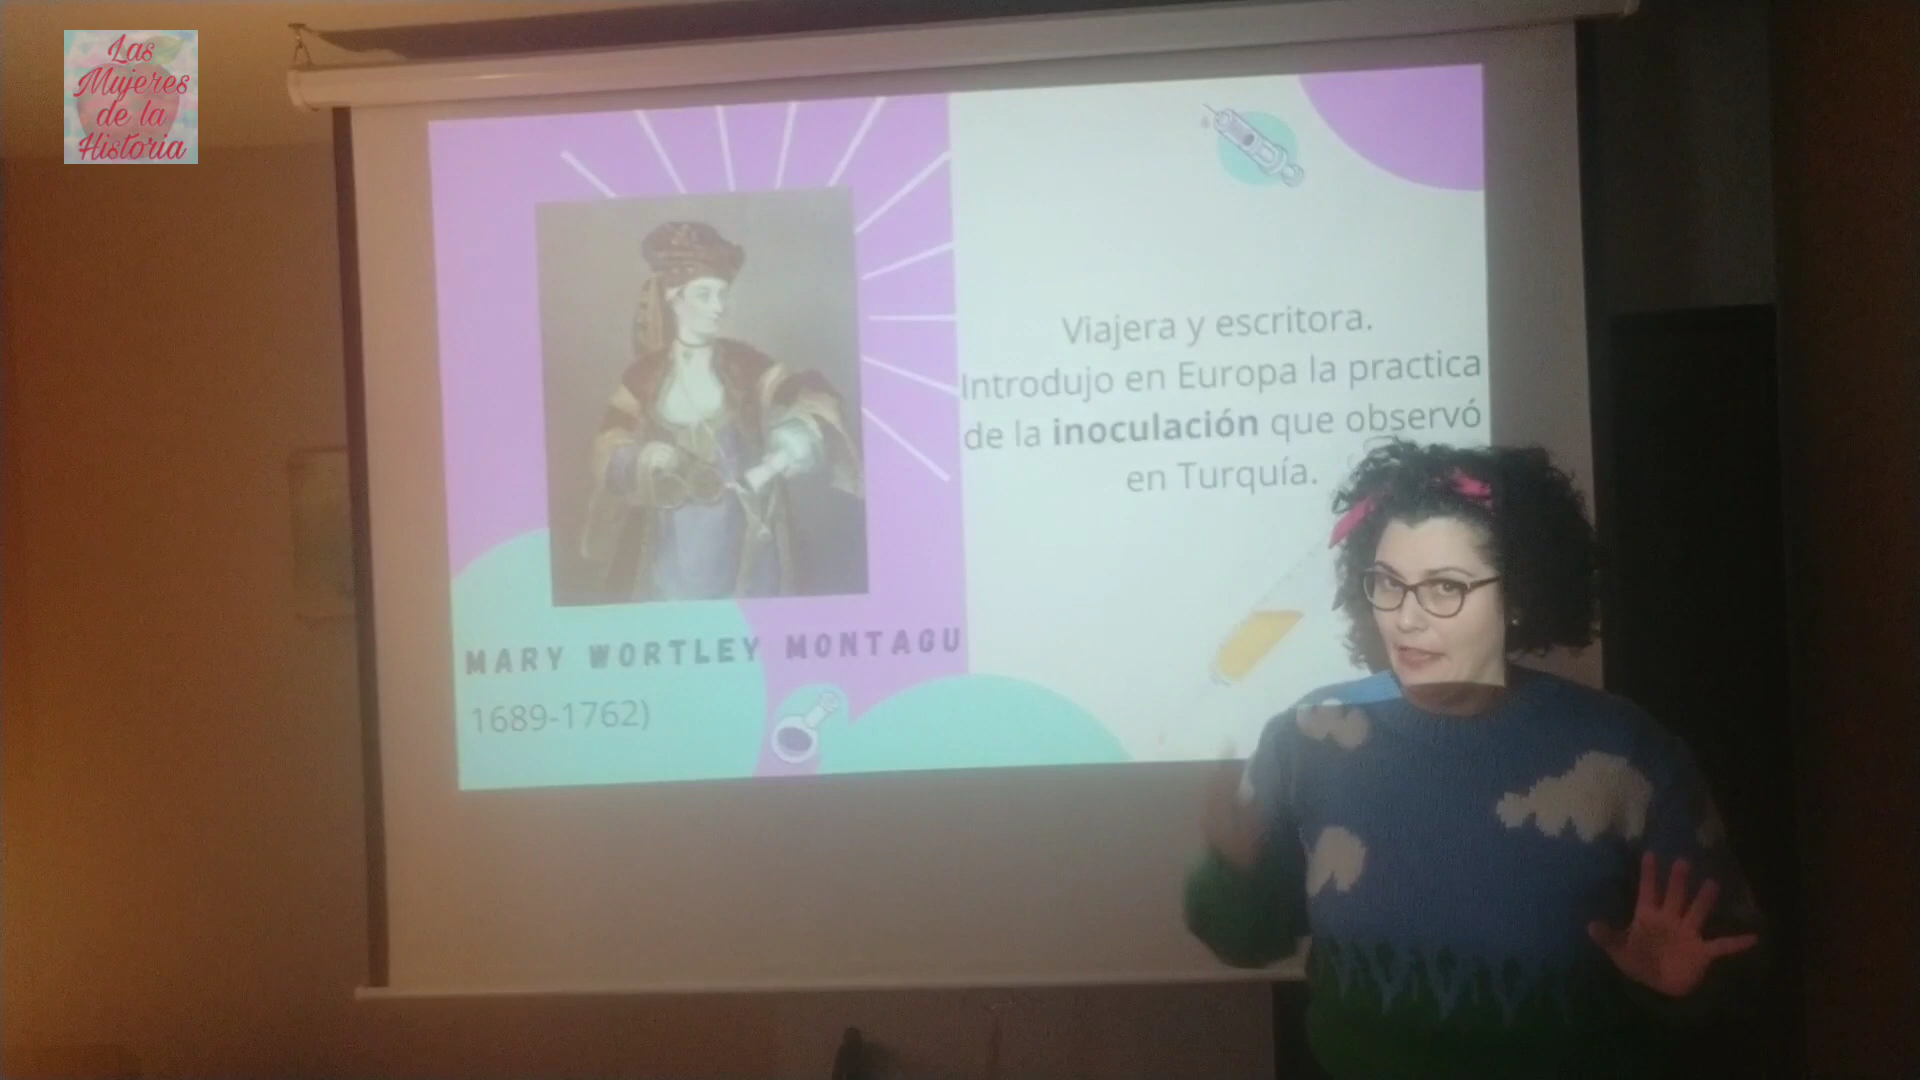 Las
Mujeres
de la
Historia
Viajera y escritora.
Introdujo en Europa la practica
de la inoculación que observó
en Turquía.
MARY WORTLEY MONTAGU
1689-1762)